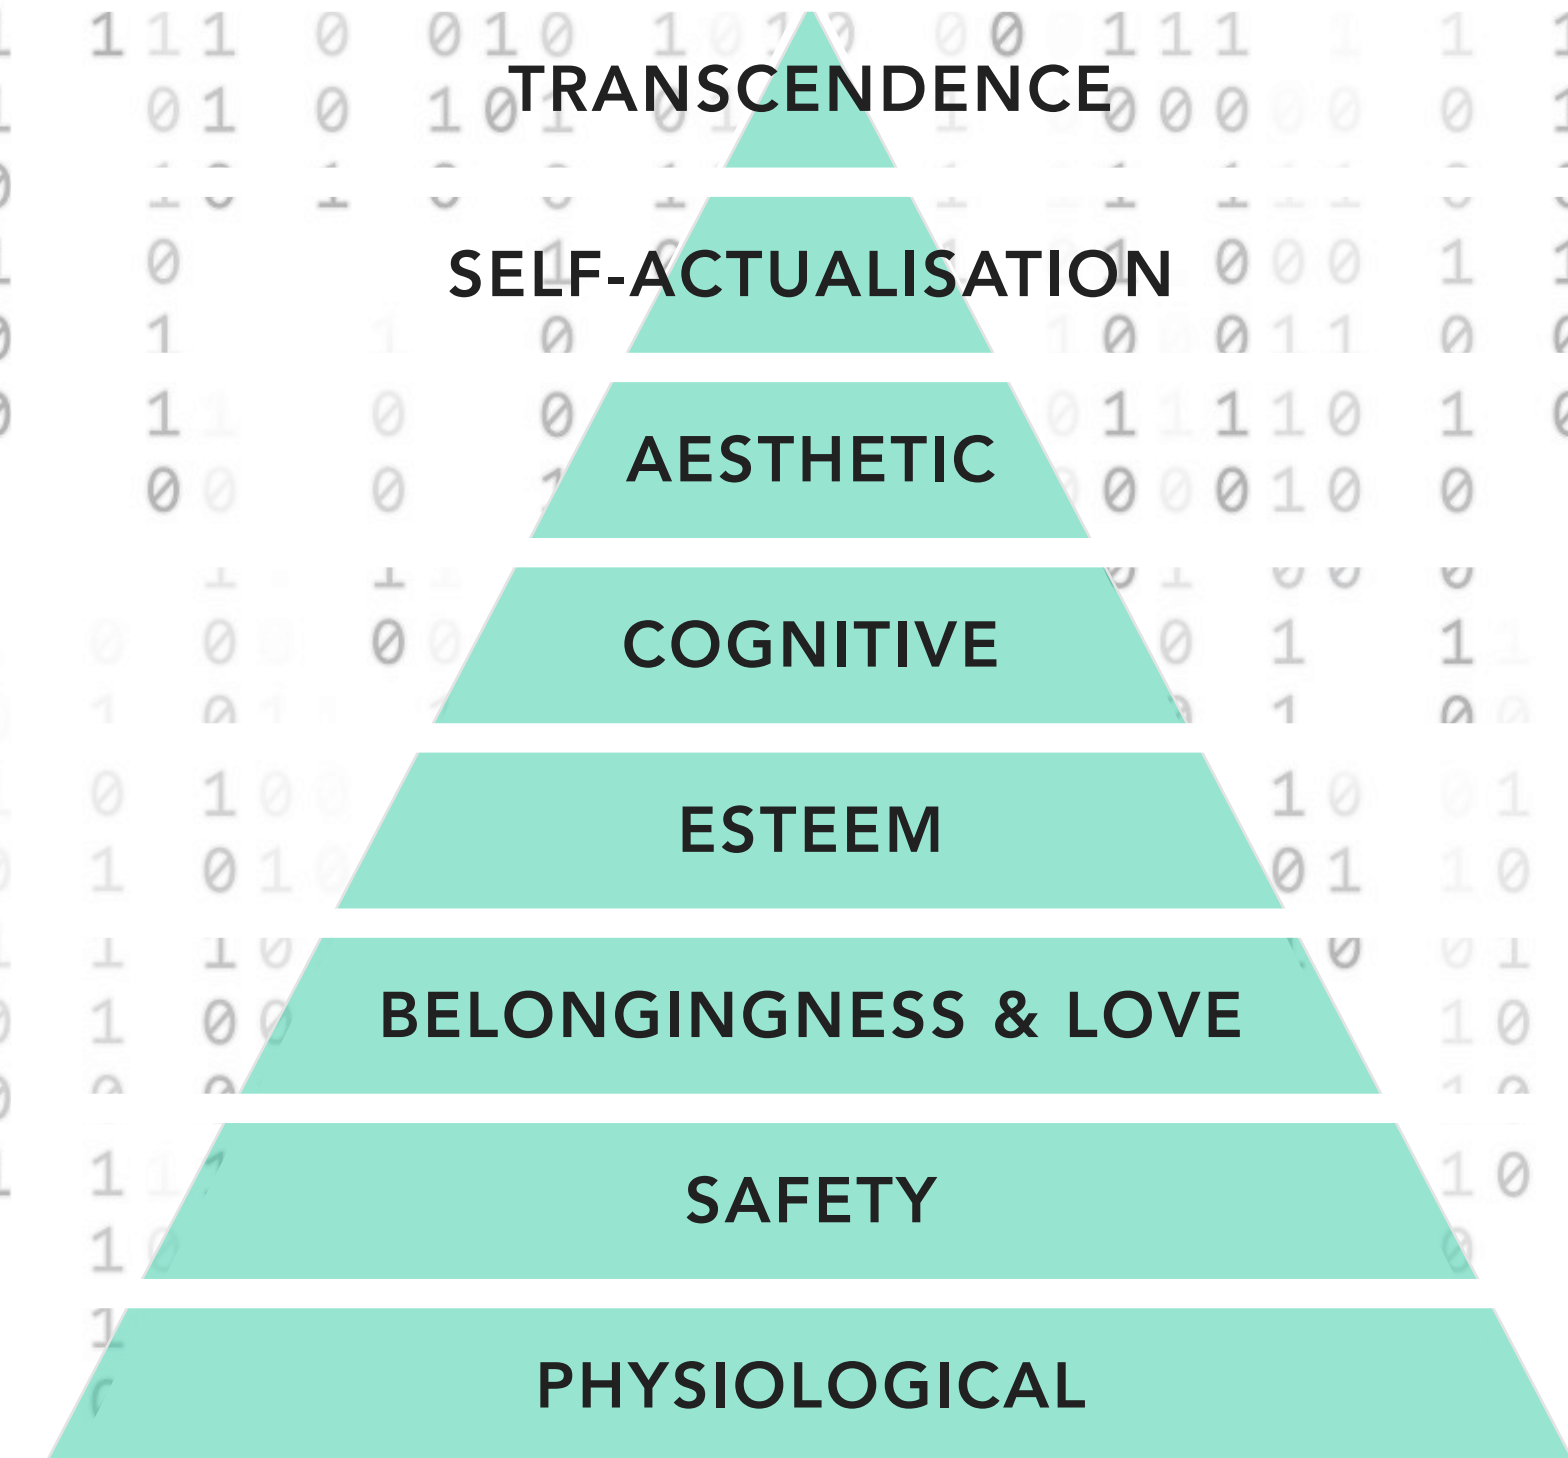 TRANSCENDENCE
SELF-ACTUALISATION
AESTHETIC
COGNITIVE
ESTEEM
BELONGINGNESS & LOVE
SAFETY
PHYSIOLOGICAL